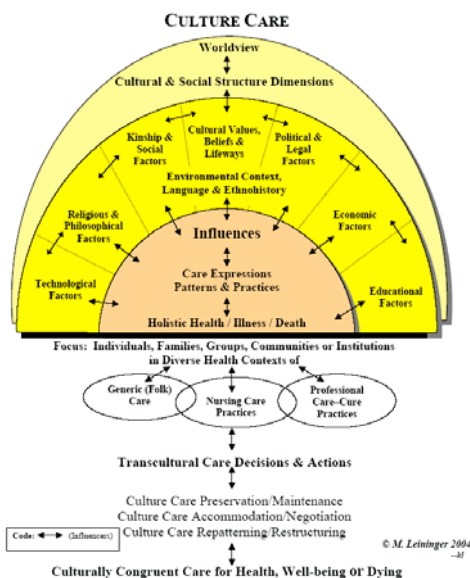 CULTURE CARE
Worldview
Cultural & Social Structure Dimensions
Kinship &
Social
Factors
Cultural Values,
Beliefs &
Lifeways
Political &
Legal
Factors
Environmental Context,
Language & Ethnohistory
Religious &
Philosophical
Factors
Economic
Factors
Technological
Factors
Educational
Factors
Influences
Care Expressions
Patterns & Practices
Holistic Health / Illness / Death
Focus: Individuals, Families, Groups, Communities or Institutions
in Diverse Health Contexts of
Generic (Folk)
Care
Nursing Care
Practices
Professional
Care–Cure
Practices
Transcultural Care Decisions & Actions
Culture Care Preservation/Maintenance
Culture Care Accommodation/Negotiation
Culture Care Repatterning/Restructuring
Code: (Influencers)
© M. Leininger 2004
Culturally Congruent Care for Health, Well-being or Dying